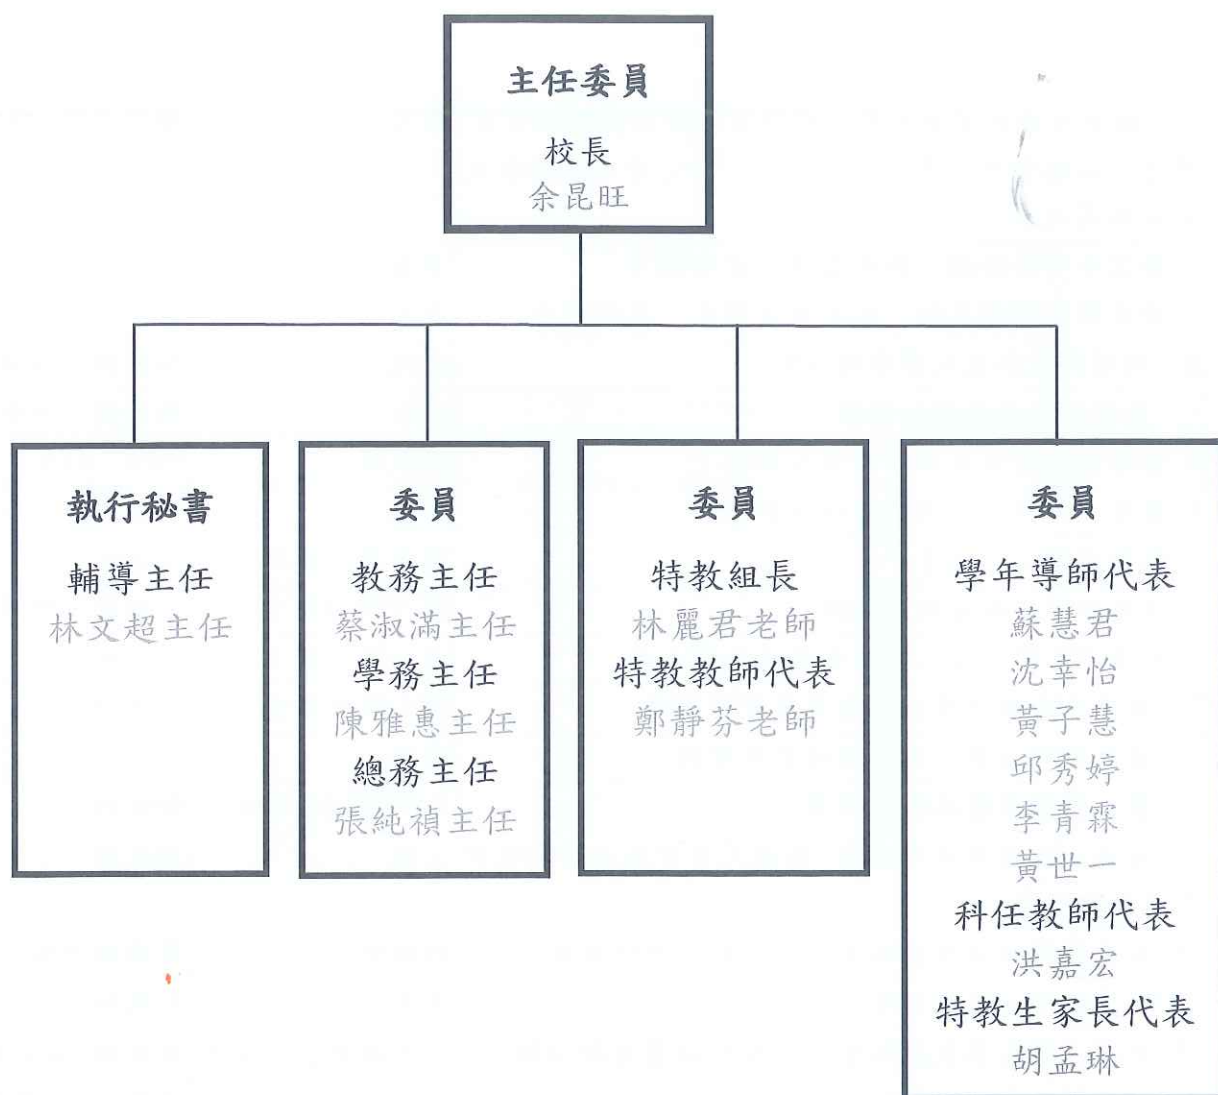 主任委員
校長
余昆旺
執行秘書
輔導主任
林文超主任
委員
教務主任
蔡淑滿主任
學務主任
陳雅惠主任
總務主任
張純禎主任
委員
特教組長
林麗君老師
特教教師代表
鄭靜芬老師
委員
學年導師代表
蘇慧君
沈幸怡
黃子慧
邱秀婷
李青霖
黃世一
科任教師代表
洪嘉宏
特教生家長代表
胡孟琳